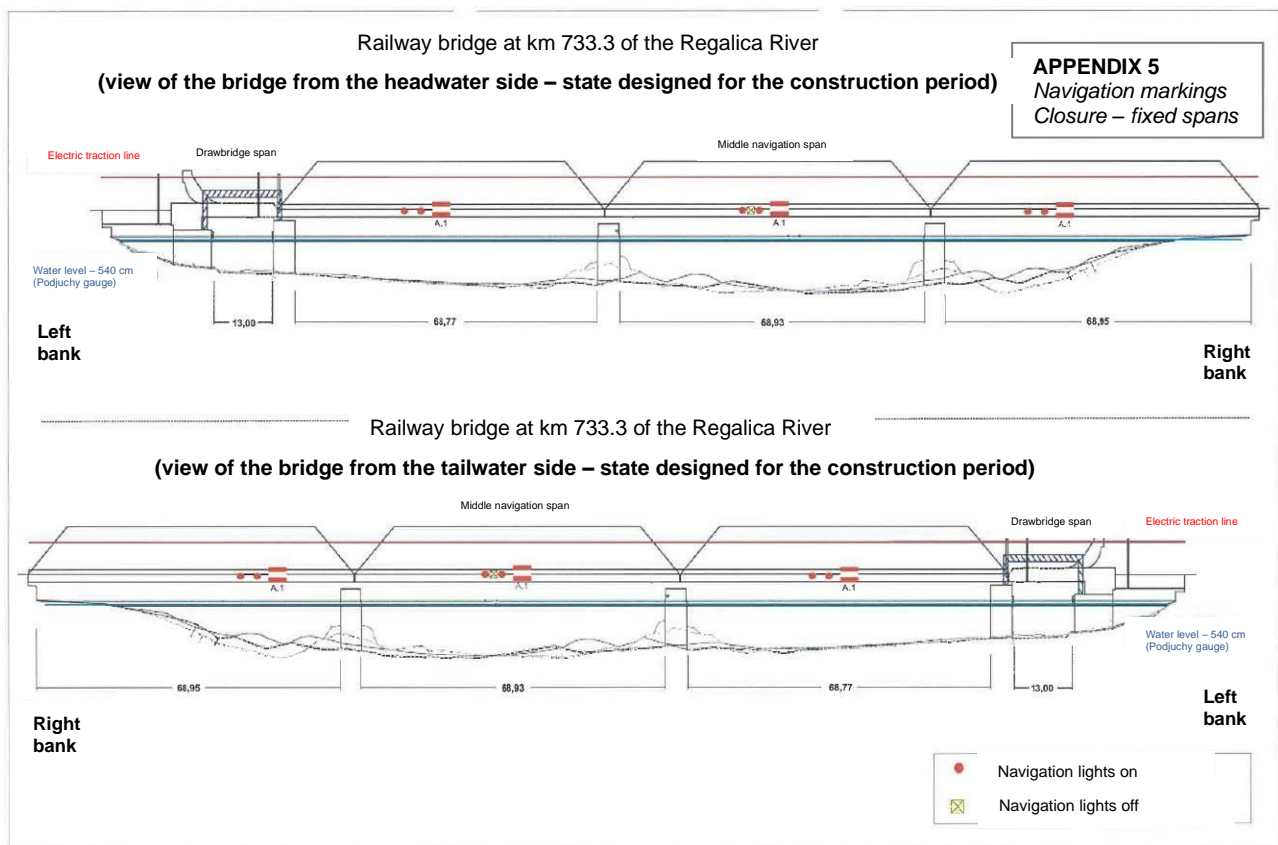 Railway bridge at km 733.3 of the Regalica River
(view of the bridge from the headwater side – state designed for the construction period)
APPENDIX 5
Navigation markings
Closure – fixed spans
Electric traction line
Drawbridge span
Middle navigation span
A.1
A.1
A.1
Water level – 540 cm
(Podjuchy gauge)
13,00
68,77
68,93
68,95
Left
bank
Right
bank
Railway bridge at km 733.3 of the Regalica River
(view of the bridge from the tailwater side – state designed for the construction period)
Middle navigation span
Drawbridge span
Electric traction line
A.1
A.1
A.1
Water level – 540 cm
(Podjuchy gauge)
68,95
68,93
68,77
13,00
Right
bank
Left
bank
Navigation lights on
Navigation lights off